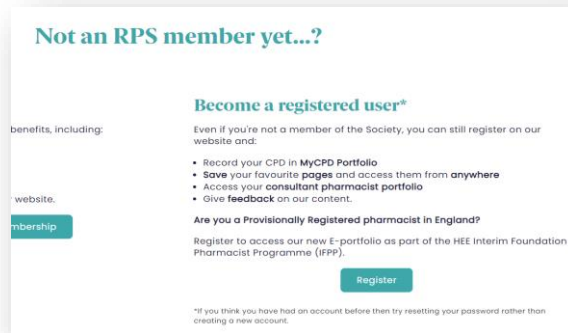 Not an RPS member yet...?
benefits, including:
website.
Become a registered user*
Even if you're not a member of the Society, you can still register on our
website and:
• Record your CPD in MyCPD Portfolio
• Save your favourite pages and access them from anywhere
• Access your consultant pharmacist portfolio
• Give feedback on our content.
Are you a Provisionally Registered pharmacist in England?
Register to access our new E-portfolio as part of the HEE Interim Foundation
Pharmacist Programme (IFPP).
Register
*If you think you have had an account before then try resetting your password rather than
creating a new account.